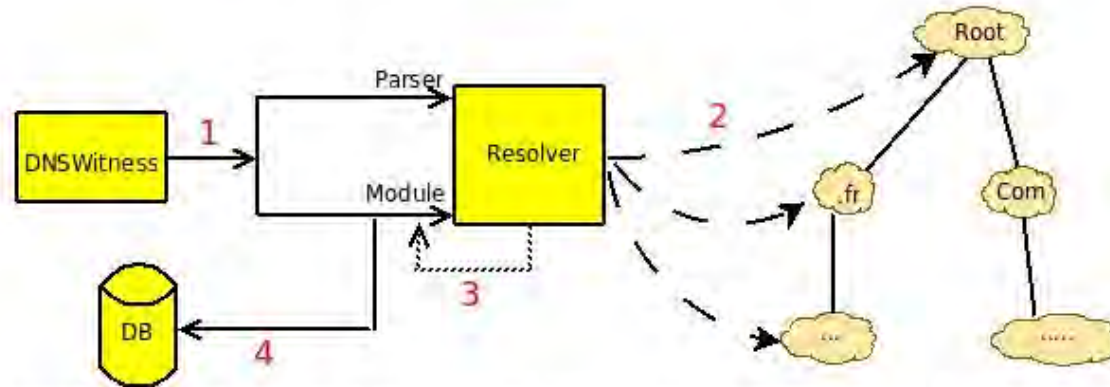 Root
Parser
2
1
DNSWitness
Resolver
Module
.fr
Com
3
DB
4
...
.....